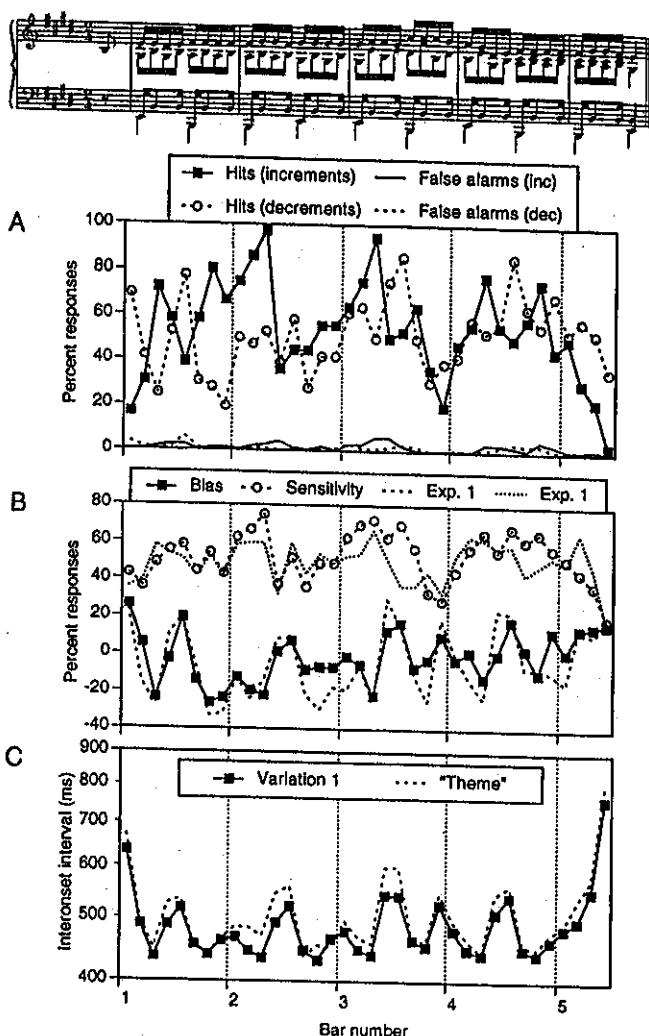 Hits (increments) False alarms (inc)
Hits (decrements) False alarms (dec)
A
100
80
60
40
20
0
Percent responses
B
Bias Sensitivity Exp. 1 Exp. 1
80
60
40
20
0
-20
-40
Percent responses
C
Variation 1 "Theme"
900
800
700
600
500
400
Interonset interval (ms)
1 2 3 4 5
Bar number